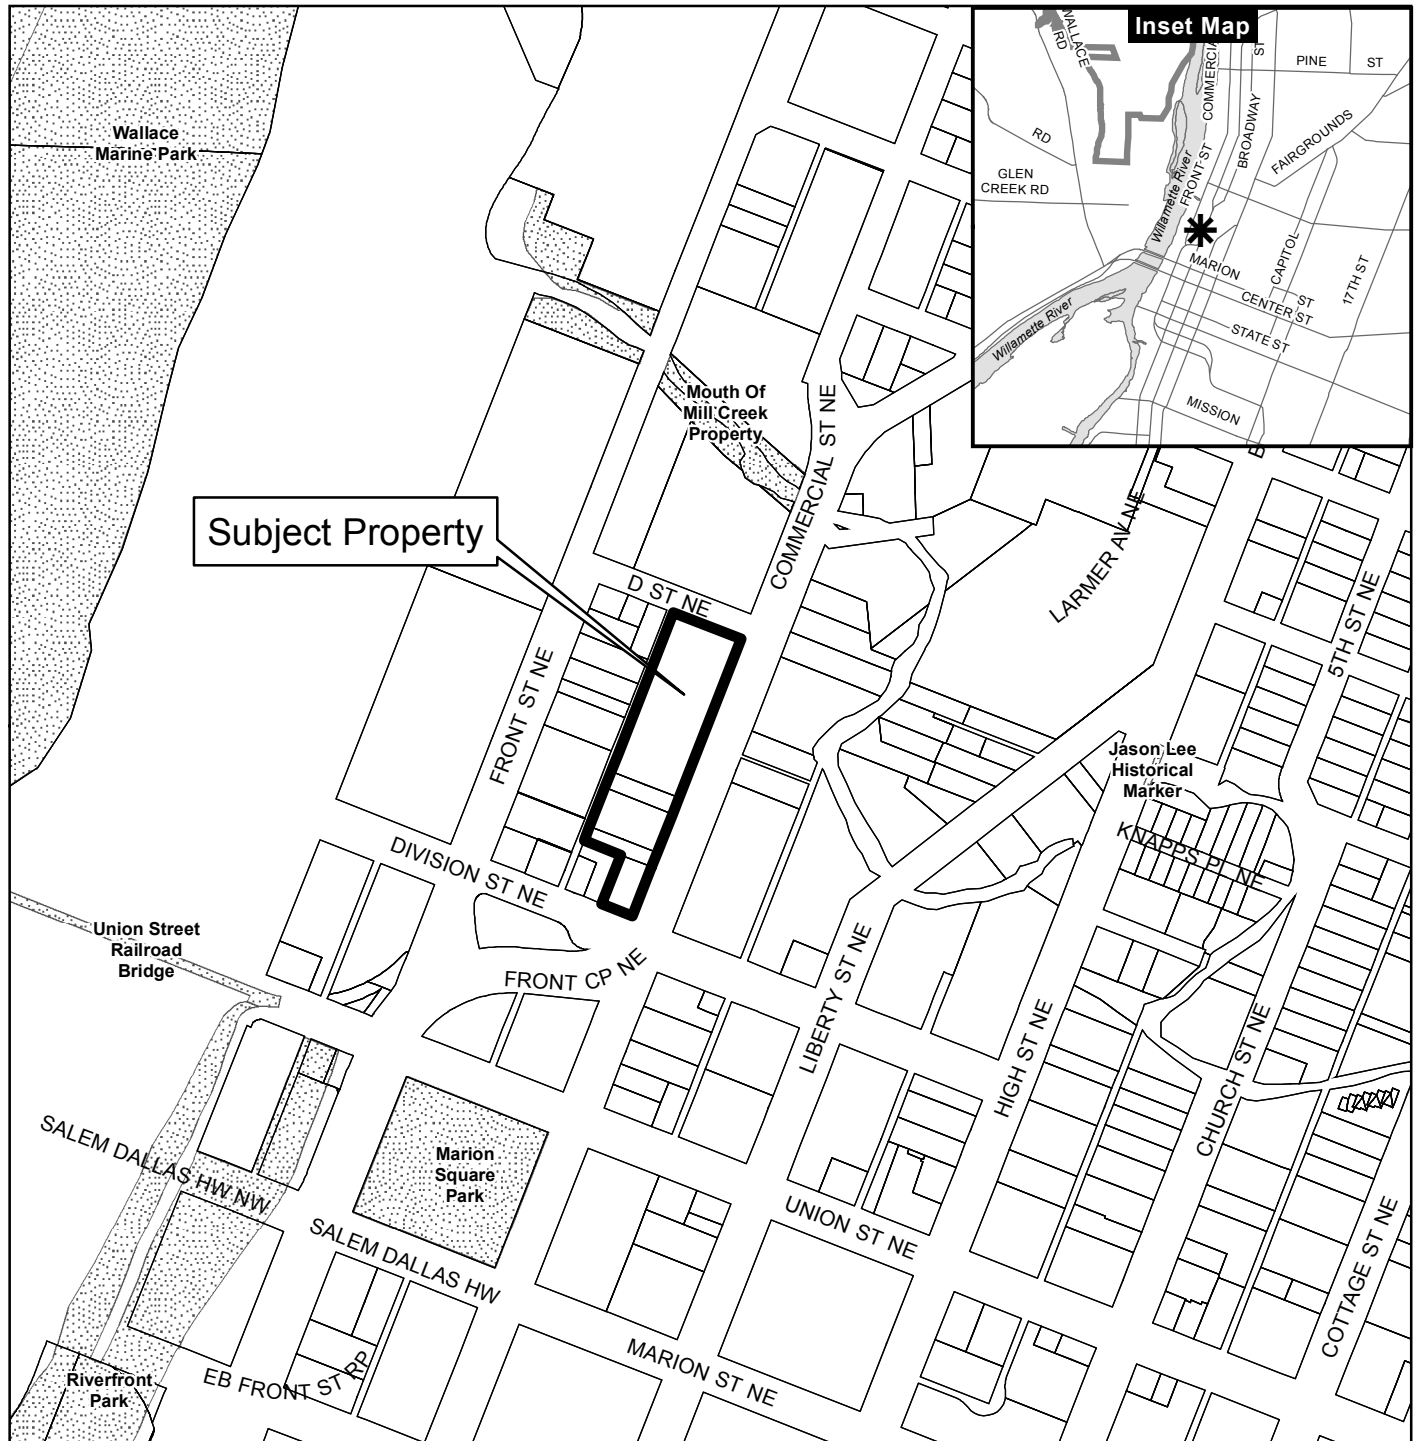 Inset Map
WALLACE
RD
COMMERCIA
ST
PINE
ST
BROADWAY
FAIRGROUNDS
RD
GLEN
CREEK RD
FRONT ST
Willamette River
MARION
CAPITOL
ST
17TH ST
CENTER ST
STATE ST
Willamette River
MISSION
Wallace
Marine Park
Mouth Of
Mill Creek
Property
COMMERCIAL ST NE
B
LARMER AV NE
Subject Property
D ST NE
5TH ST NE
FRONT ST NE
Jason Lee
Historical
Marker
KNAPPS PL NE
DIVISION ST NE
Union Street
Railroad
Bridge
FRONT CP NE
LIBERTY ST NE
HIGH ST NE
CHURCH ST NE
SALEM DALLAS HW NW
Marion
Square
Park
UNION ST NE
SALEM DALLAS HW
COTTAGE ST NE
MARION ST NE
Riverfront
Park
EB FRONT ST RP